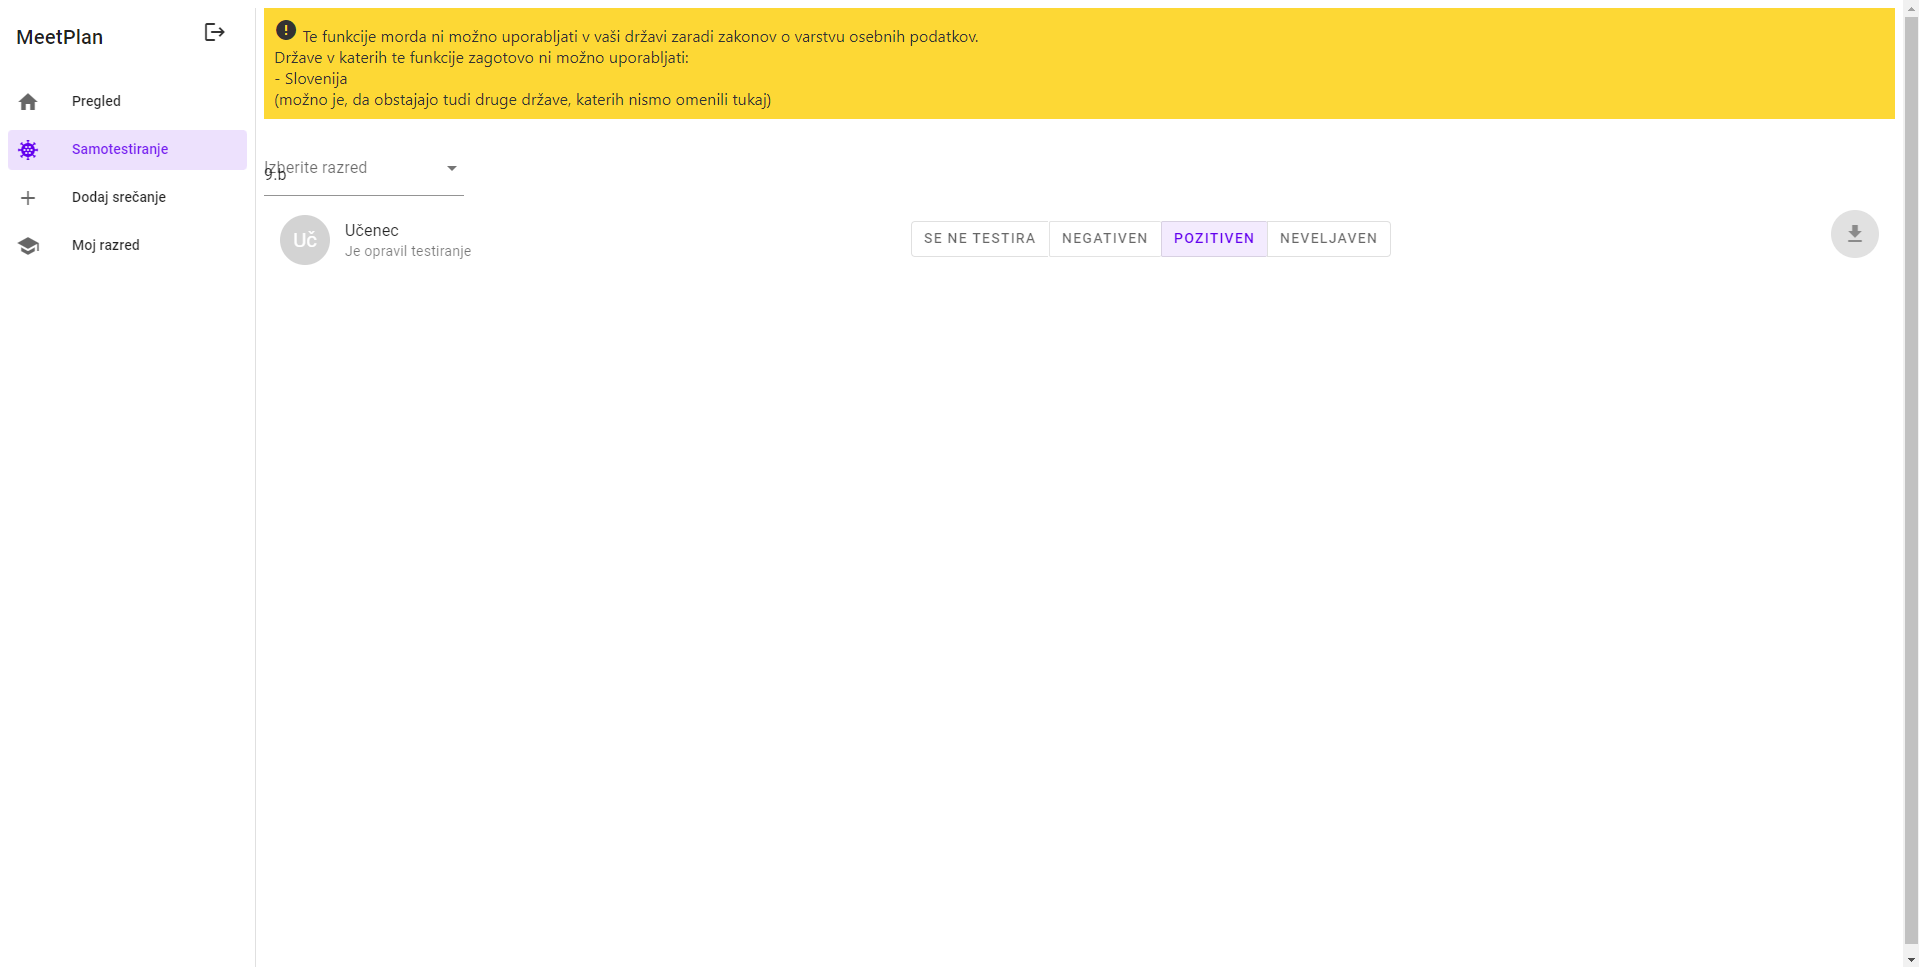 MeetPlan
Pregled
Samotestiranje
Dodaj srečanje
Moj razred
Te funkcije morda ni možno uporabljati v vaši državi zaradi zakonov o varstvu osebnih podatkov.
Države v katerih te funkcije zagotovo ni možno uporabljati:
- Slovenija
(možno je, da obstajajo tudi druge države, katerih nismo omenili tukaj)
Izberite razred
9.b
Uč
Učenec
Je opravil testiranje
SE NE TESTIRA NEGATIVEN POZITIVEN NEVELJAVEN